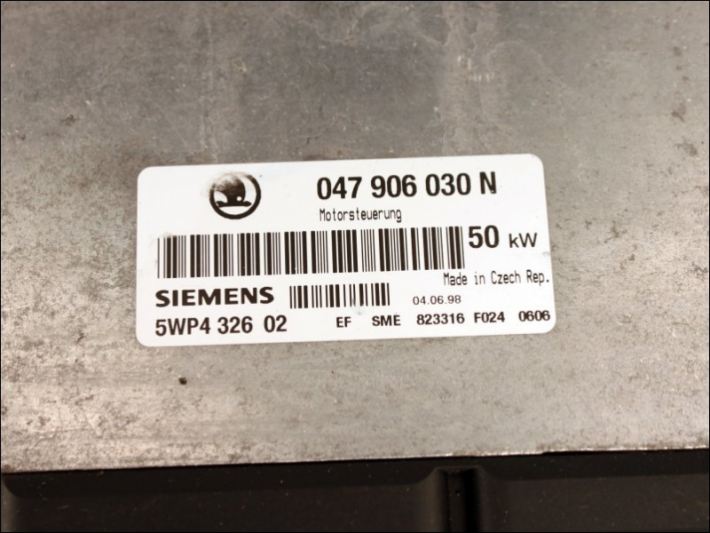 047 906 030 N
Motorsteuerung
50 kW
Made in Czech Rep.
SIEMENS 04.06.98
5WP4 326 02 EF SME 823316 F024 0606